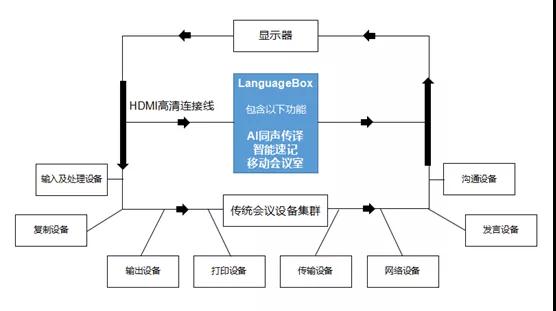 显示器
LanguageBox
HDMI高清连接线
包含以下功能
AI同声传译
智能速记
移动会议室
输入及处理设备
沟通设备
复制设备
传统会议设备集群
发言设备
输出设备
打印设备
传输设备
网络设备